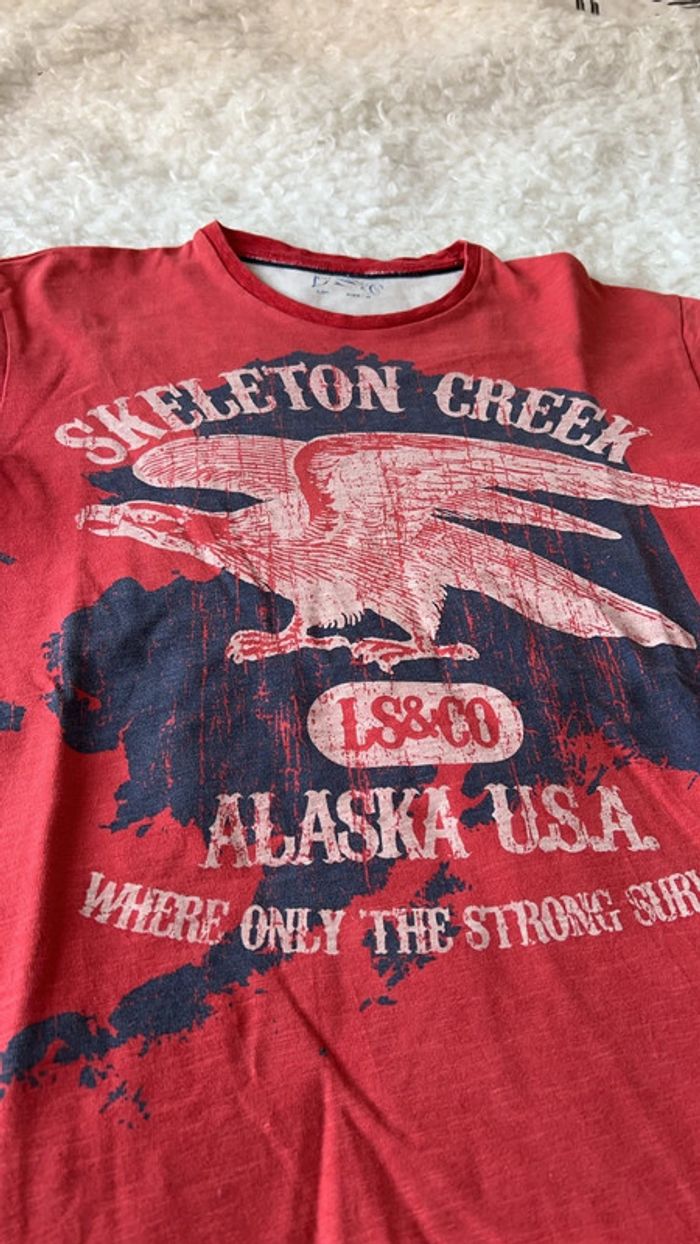 SKELETON CREEK
LS&CO
ALASKA U.S.A.
WHERE ONLY THE STRONG